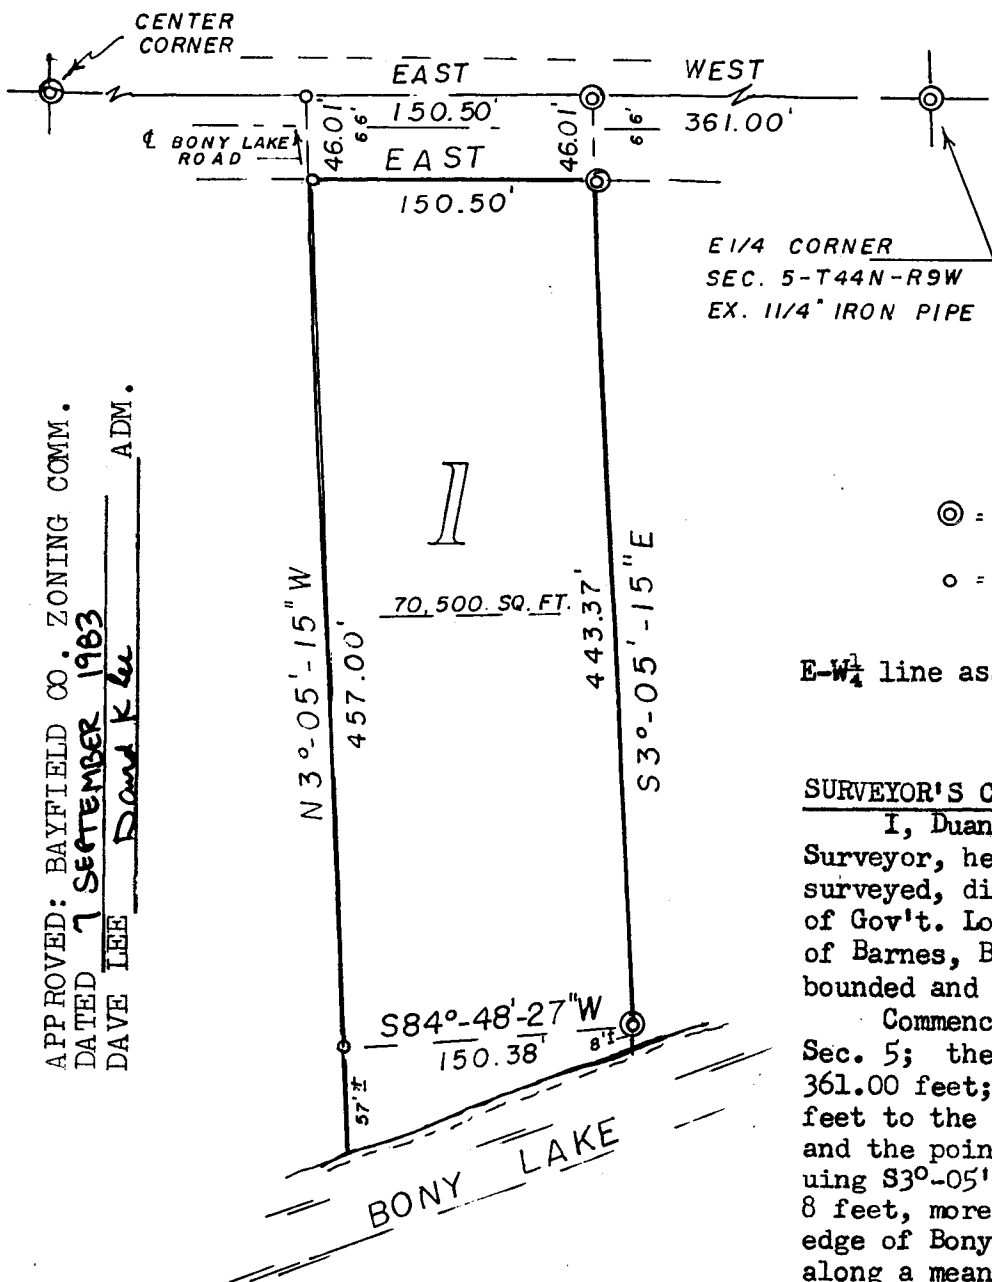 CENTER
CORNER
EAST
150.50'
WEST
361.00'
46.01'
66'
46.01'
66'
℄ BONY LAKE
ROAD
EAST
150.50'
E1/4 CORNER
SEC. 5-T44N-R9W
EX. 11/4" IRON PIPE
1
70,500 SQ. FT.
N3°-05'-15"W
457.00'
443.37'
S3°-05'-15"E
S84°-48'-27"W
150.38'
8'±
57'±
BONY LAKE
APPROVED: BAYFIELD CO. ZONING COMM.
DATED 7 SEPTEMBER 1983
DAVE LEE David K Lee ADM.
=
=
E-W¼ line as
SURVEYOR'S C
I, Duan
Surveyor, he
surveyed, di
of Gov't. Lo
of Barnes, B
bounded and
Commenc
Sec. 5; the
361.00 feet;
feet to the
and the poin
uing S3°-05'
8 feet, more
edge of Bony
along a mean